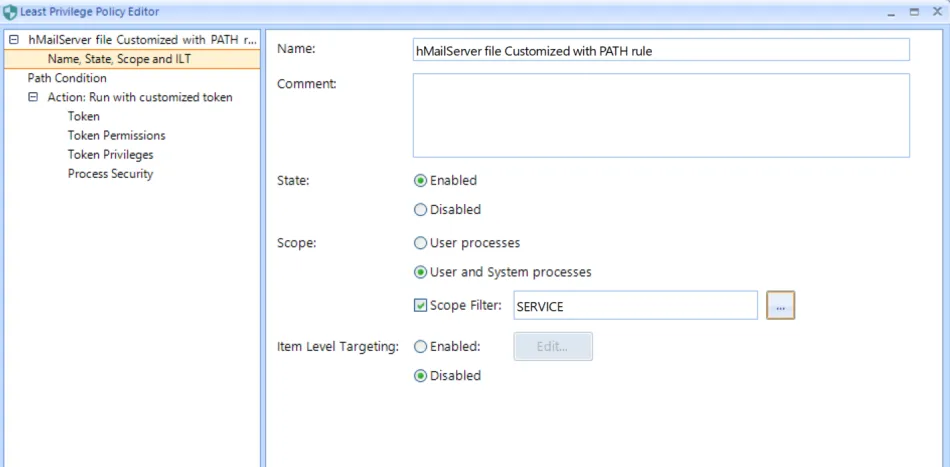 Least Privilege Policy Editor
hMailServer file Customized with PATH r...
Name, State, Scope and ILT
Path Condition
Action: Run with customized token
Token
Token Permissions
Token Privileges
Process Security
Name:
hMailServer file Customized with PATH rule
Comment:
State:
Enabled
Disabled
Scope:
User processes
User and System processes
Scope Filter:
SERVICE
...
Item Level Targeting:
Enabled:
Edit...
Disabled